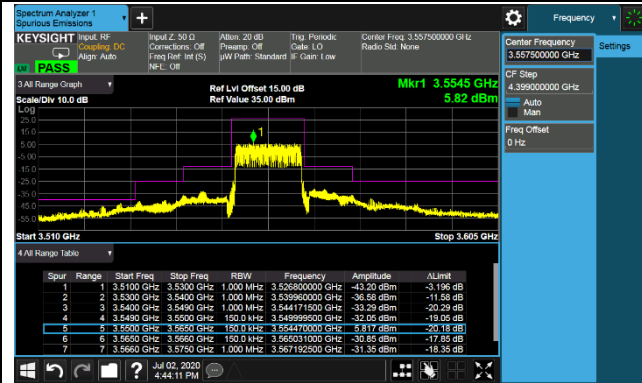 Spectrum Analyzer 1
Spurious Emissions
Frequency
KEYSIGHT
Input: RF
Coupling: DC
Align: Auto
LXI
PASS
Input Z: 50 Ω
Corrections: Off
Freq Ref: Int (S)
NFE: Off
Atten: 20 dB
Preamp: Off
µW Path: Standard
Trig: Periodic
Gate: LO
IF Gain: Low
Center Freq: 3.557500000 GHz
Radio Std: None
3 All Range Graph
Scale/Div 10.0 dB
Ref Lvl Offset 15.00 dB
Ref Value 35.00 dBm
Mkr1 3.5545 GHz
5.82 dBm
Log
25.0
15.0
5.00
-5.00
-15.0
-25.0
-35.0
-45.0
-55.0
1
Start 3.510 GHz
Stop 3.605 GHz
4 All Range Table
Spur Range Start Freq Stop Freq RBW Frequency Amplitude ΔLimit
1 1 3.5100 GHz 3.5300 GHz 1.000 MHz 3.526800000 GHz -43.20 dBm -3.196 dB
2 2 3.5300 GHz 3.5400 GHz 1.000 MHz 3.539960000 GHz -36.58 dBm -11.58 dB
3 3 3.5400 GHz 3.5490 GHz 1.000 MHz 3.544171500 GHz -33.29 dBm -20.29 dB
4 4 3.5490 GHz 3.5500 GHz 150.0 kHz 3.549999500 GHz -32.05 dBm -19.05 dB
5 5 3.5500 GHz 3.5650 GHz 150.0 kHz 3.554470000 GHz 5.817 dBm -20.18 dB
6 6 3.5650 GHz 3.5660 GHz 150.0 kHz 3.565031000 GHz -30.85 dBm -17.85 dB
7 7 3.5660 GHz 3.5750 GHz 1.000 MHz 3.567192500 GHz -31.35 dBm -18.35 dB
Center Frequency
3.557500000 GHz
CF Step
4.399000000 GHz
Auto
Man
Freq Offset
0 Hz
Settings
Jul 02, 2020
4:44:11 PM